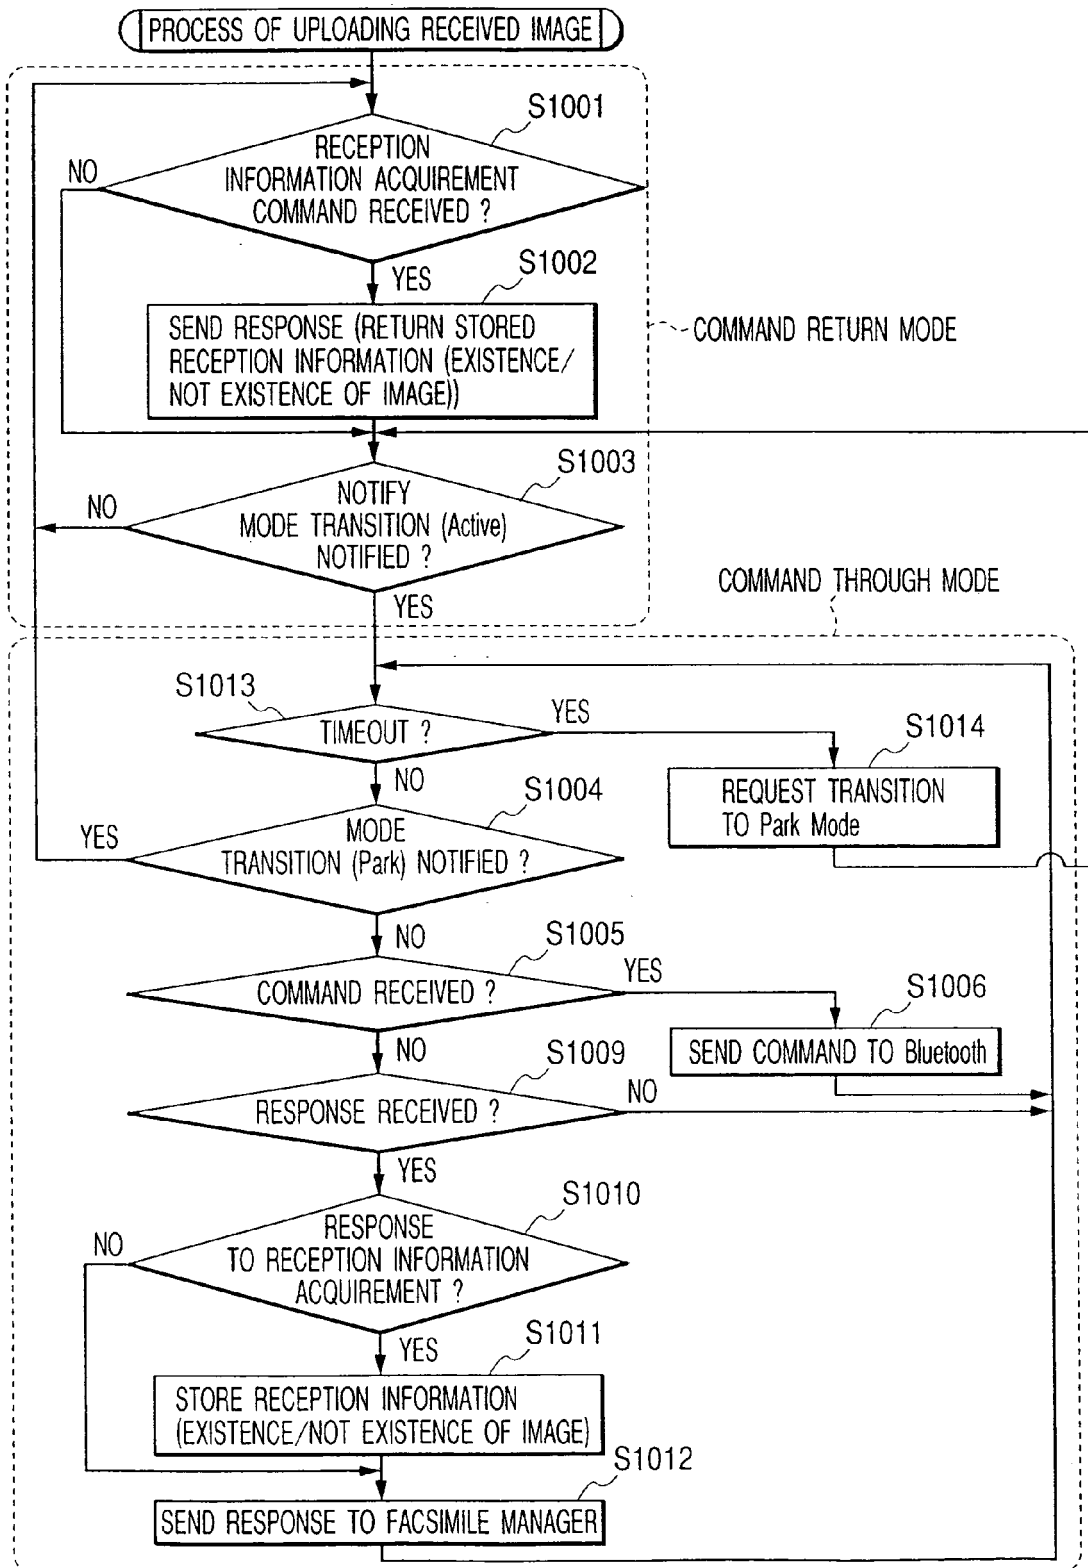 PROCESS OF UPLOADING RECEIVED IMAGE
S1001
RECEPTION
INFORMATION ACQUIREMENT
COMMAND RECEIVED ?
NO
YES
S1002
SEND RESPONSE (RETURN STORED
RECEPTION INFORMATION (EXISTENCE/
NOT EXISTENCE OF IMAGE))
COMMAND RETURN MODE
S1003
NOTIFY
MODE TRANSITION (Active)
NOTIFIED ?
NO
YES
COMMAND THROUGH MODE
S1013
TIMEOUT ?
YES
S1014
REQUEST TRANSITION
TO Park Mode
NO
S1004
MODE
TRANSITION (Park) NOTIFIED ?
YES
NO
S1005
COMMAND RECEIVED ?
YES
S1006
SEND COMMAND TO Bluetooth
NO
S1009
RESPONSE RECEIVED ?
NO
YES
S1010
RESPONSE
TO RECEPTION INFORMATION
ACQUIREMENT ?
NO
YES
S1011
STORE RECEPTION INFORMATION
(EXISTENCE/NOT EXISTENCE OF IMAGE)
S1012
SEND RESPONSE TO FACSIMILE MANAGER